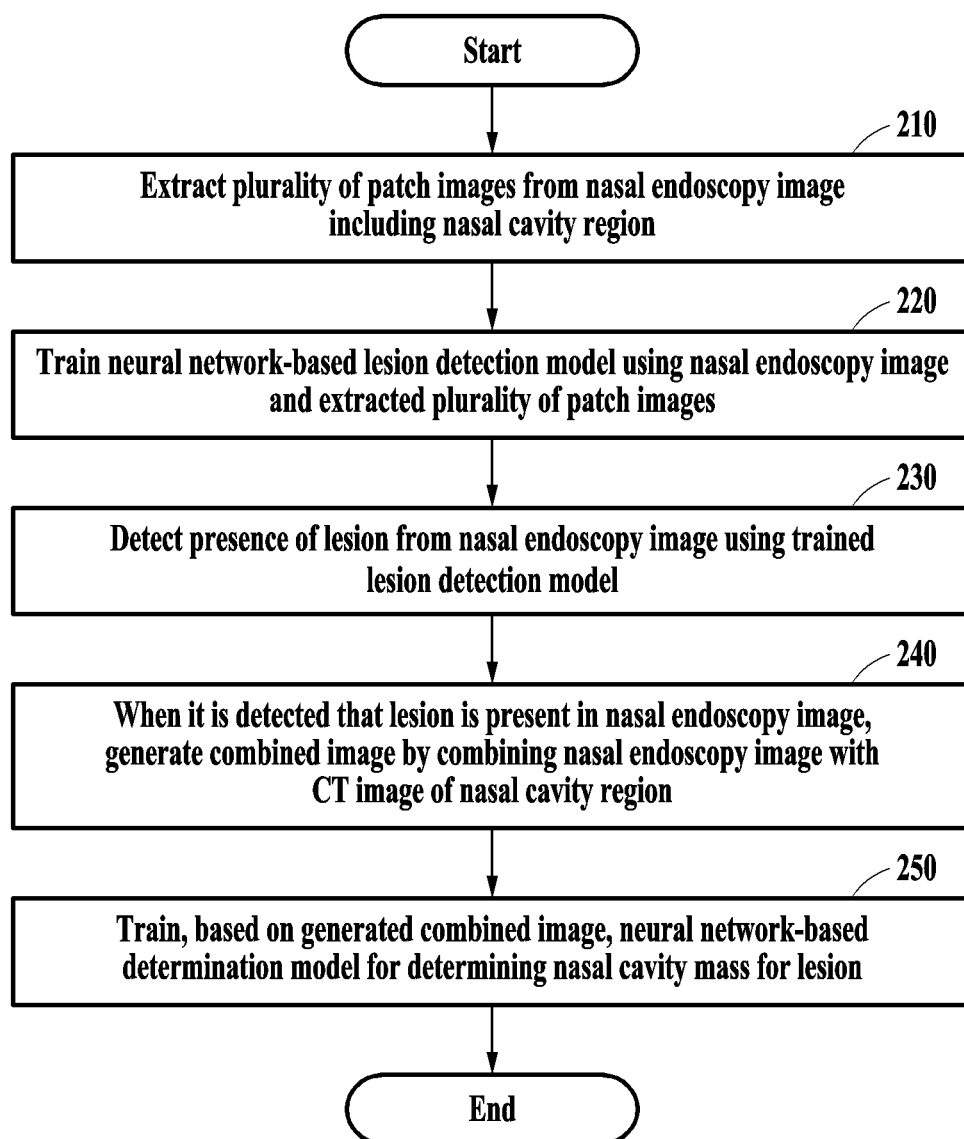 Start
210
Extract plurality of patch images from nasal endoscopy image
including nasal cavity region
220
Train neural network-based lesion detection model using nasal endoscopy image
and extracted plurality of patch images
230
Detect presence of lesion from nasal endoscopy image using trained
lesion detection model
240
When it is detected that lesion is present in nasal endoscopy image,
generate combined image by combining nasal endoscopy image with
CT image of nasal cavity region
250
Train, based on generated combined image, neural network-based
determination model for determining nasal cavity mass for lesion
End